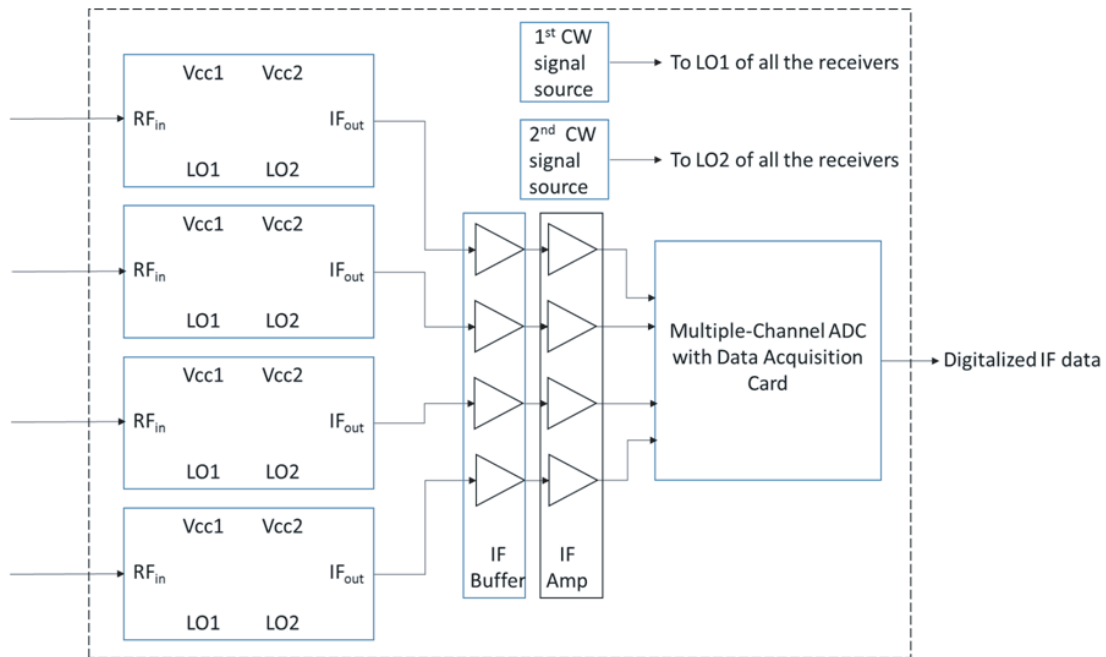 Vcc1 Vcc2
RFin IFout
LO1 LO2
Vcc1 Vcc2
RFin IFout
LO1 LO2
Vcc1 Vcc2
RFin IFout
LO1 LO2
Vcc1 Vcc2
RFin IFout
LO1 LO2
1st CW
signal
source
To LO1 of all the receivers
2nd CW
signal
source
To LO2 of all the receivers
IF
Buffer
IF
Amp
Multiple-Channel ADC
with Data Acquisition
Card
Digitalized IF data